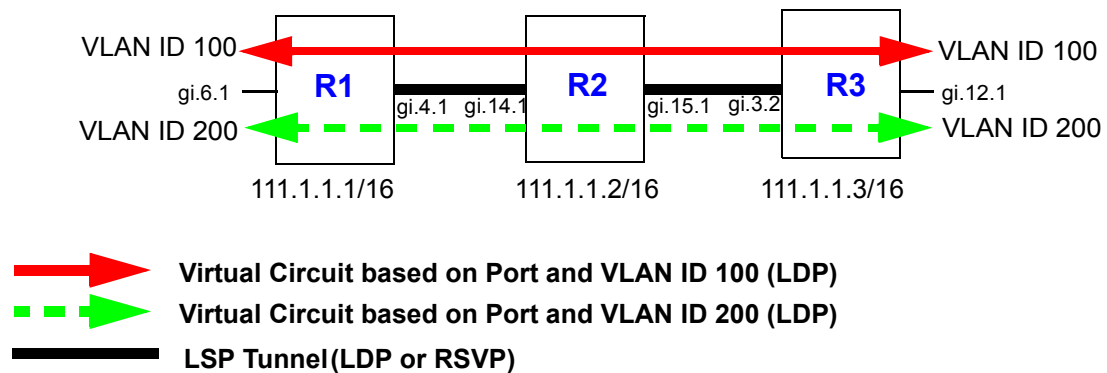 VLAN ID 100
VLAN ID 100
R1
R2
R3
gi.6.1
gi.4.1
gi.14.1
gi.15.1
gi.3.2
gi.12.1
VLAN ID 200
VLAN ID 200
111.1.1.1/16
111.1.1.2/16
111.1.1.3/16
Virtual Circuit based on Port and VLAN ID 100 (LDP)
Virtual Circuit based on Port and VLAN ID 200 (LDP)
LSP Tunnel(LDP or RSVP)